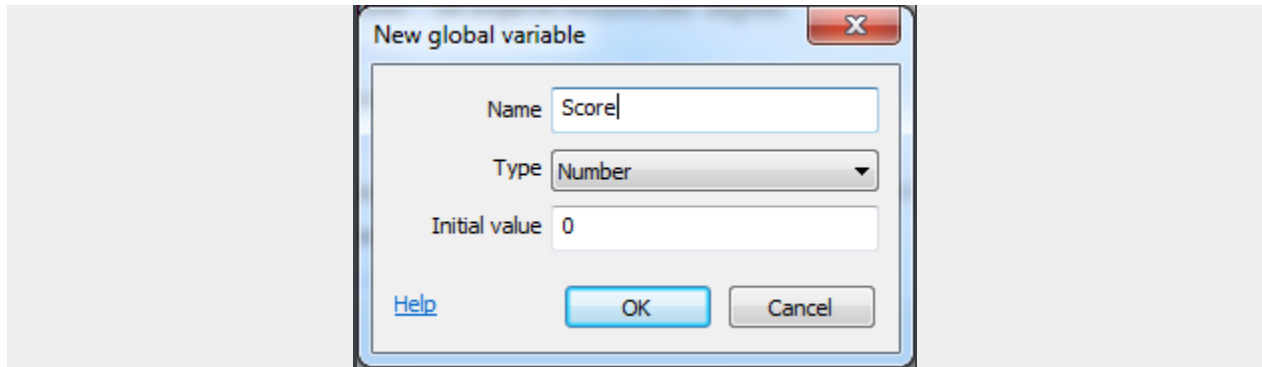 New global variable
Name Score
Type Number
Initial value 0
Help OK Cancel